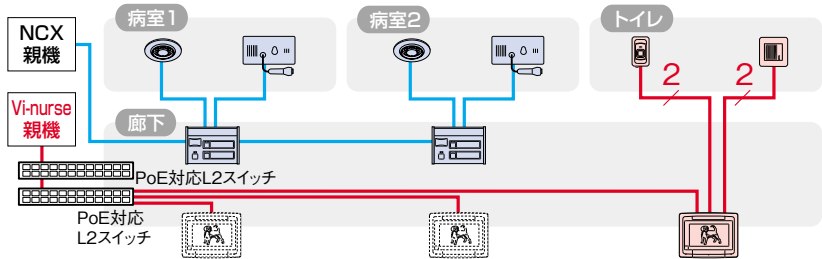 病室1
病室2
トイレ
NCX
親機
2
2
Vi-nurse
親機
廊下
PoE対応L2スイッチ
PoE対応
L2スイッチ